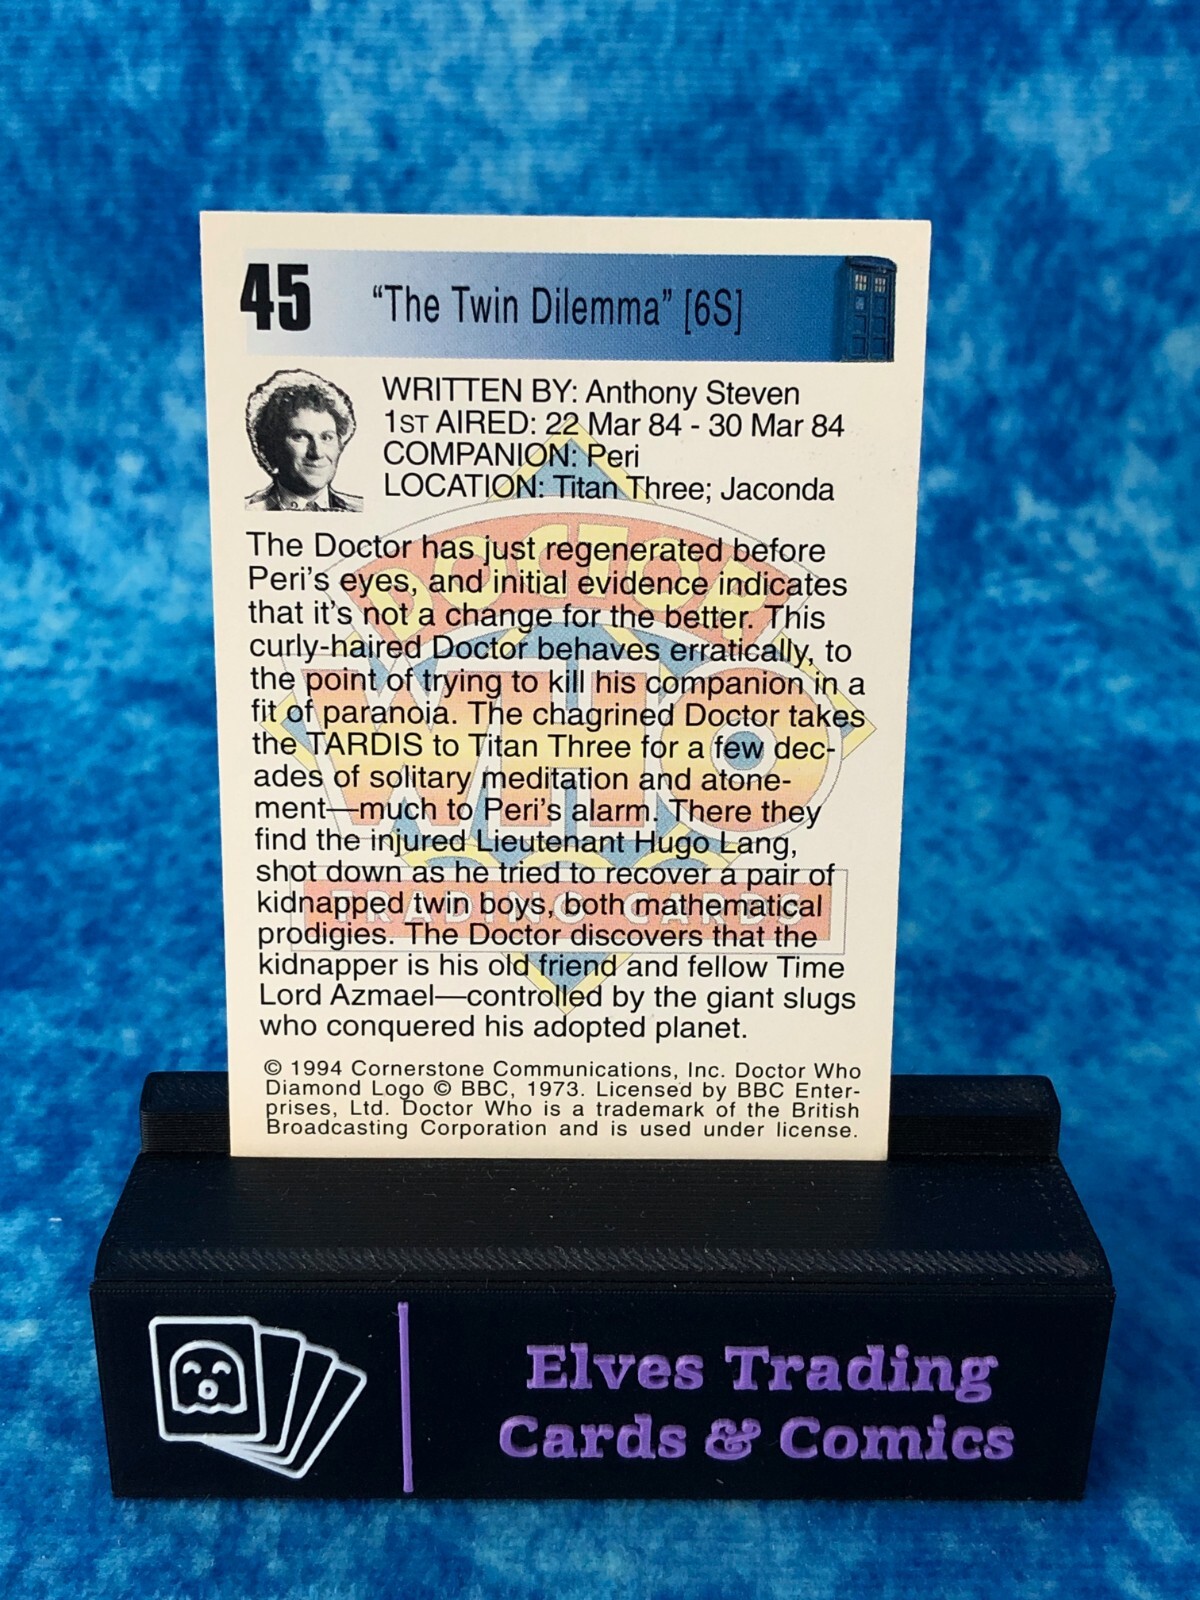 45
“The Twin Dilemma” [6S]
WRITTEN BY: Anthony Steven
1ST AIRED: 22 Mar 84 - 30 Mar 84
COMPANION: Peri
LOCATION: Titan Three; Jaconda
The Doctor has just regenerated before
Peri’s eyes, and initial evidence indicates
that it’s not a change for the better. This
curly-haired Doctor behaves erratically, to
the point of trying to kill his companion in a
fit of paranoia. The chagrined Doctor takes
the TARDIS to Titan Three for a few dec-
ades of solitary meditation and atone-
ment—much to Peri’s alarm. There they
find the injured Lieutenant Hugo Lang,
shot down as he tried to recover a pair of
kidnapped twin boys, both mathematical
prodigies. The Doctor discovers that the
kidnapper is his old friend and fellow Time
Lord Azmael—controlled by the giant slugs
who conquered his adopted planet.
DOCTOR
WHO
TRADING CARDS
© 1994 Cornerstone Communications, Inc. Doctor Who
Diamond Logo © BBC, 1973. Licensed by BBC Enter-
prises, Ltd. Doctor Who is a trademark of the British
Broadcasting Corporation and is used under license.
Elves Trading
Cards & Comics